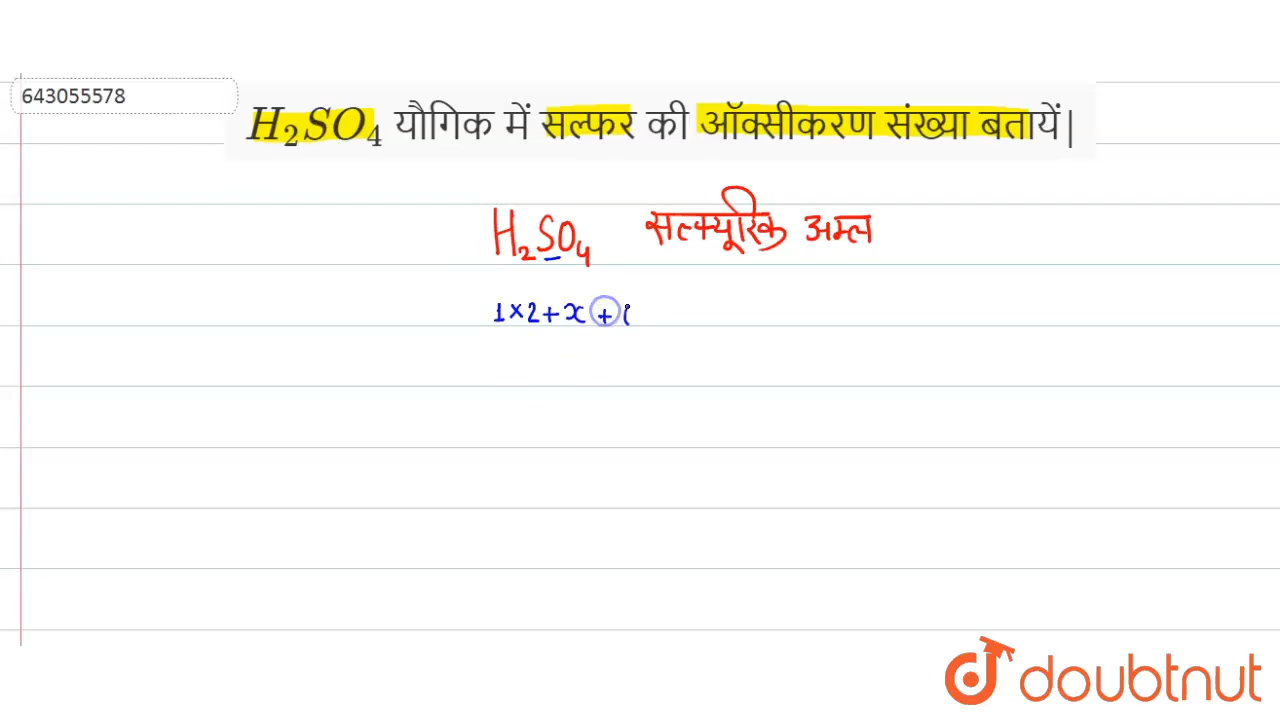 643055578
H₂SO₄ यौगिक में सल्फर की ऑक्सीकरण संख्या बतायें|
H₂SO₄ सल्फ्यूरिक अम्ल
1×2+x+(
doubtnut